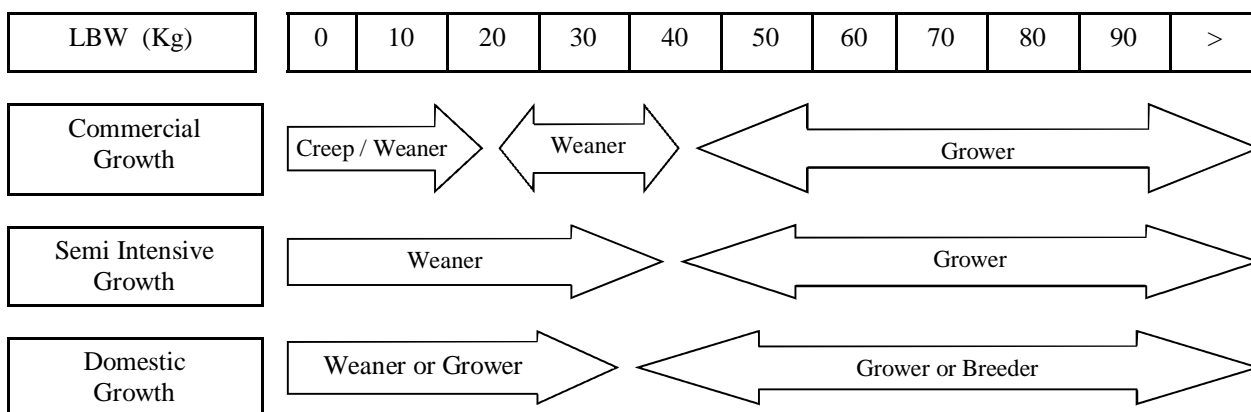 LBW (Kg) 0 10 20 30 40 50 60 70 80 90 >
Commercial
Growth
Creep / Weaner
Weaner
Grower
Semi Intensive
Growth
Weaner
Grower
Domestic
Growth
Weaner or Grower
Grower or Breeder